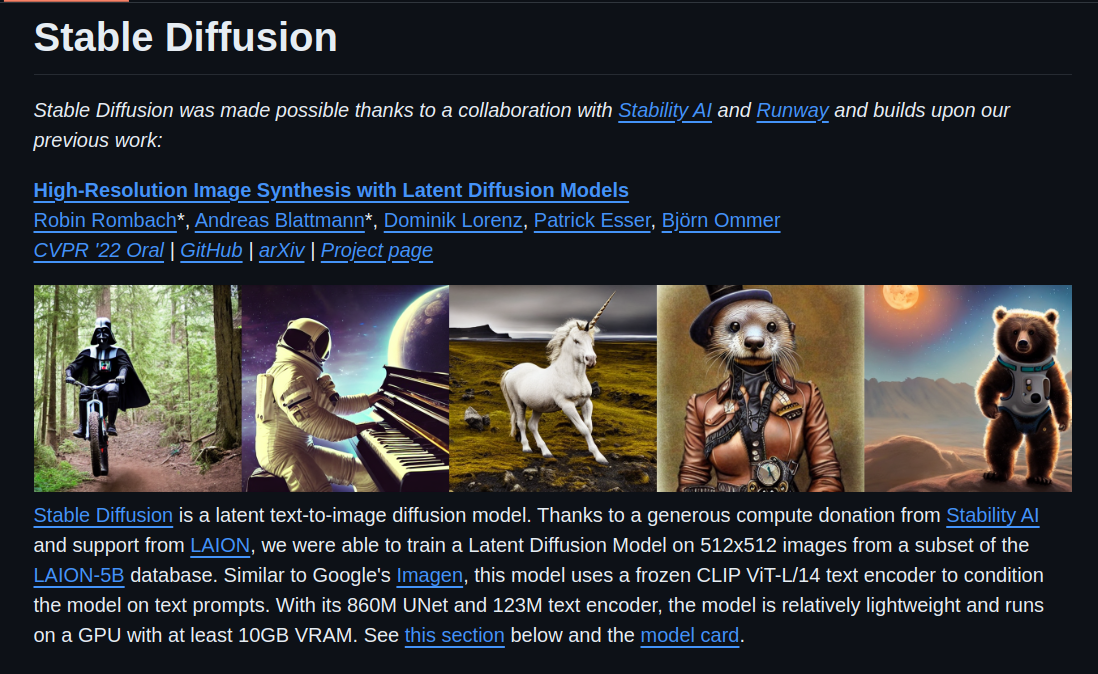 Stable Diffusion
Stable Diffusion was made possible thanks to a collaboration with Stability AI and Runway and builds upon our
previous work:
High-Resolution Image Synthesis with Latent Diffusion Models
Robin Rombach*, Andreas Blattmann*, Dominik Lorenz, Patrick Esser, Björn Ommer
CVPR '22 Oral | GitHub | arXiv | Project page
Stable Diffusion is a latent text-to-image diffusion model. Thanks to a generous compute donation from Stability AI
and support from LAION, we were able to train a Latent Diffusion Model on 512x512 images from a subset of the
LAION-5B database. Similar to Google's Imagen, this model uses a frozen CLIP ViT-L/14 text encoder to condition
the model on text prompts. With its 860M UNet and 123M text encoder, the model is relatively lightweight and runs
on a GPU with at least 10GB VRAM. See this section below and the model card.